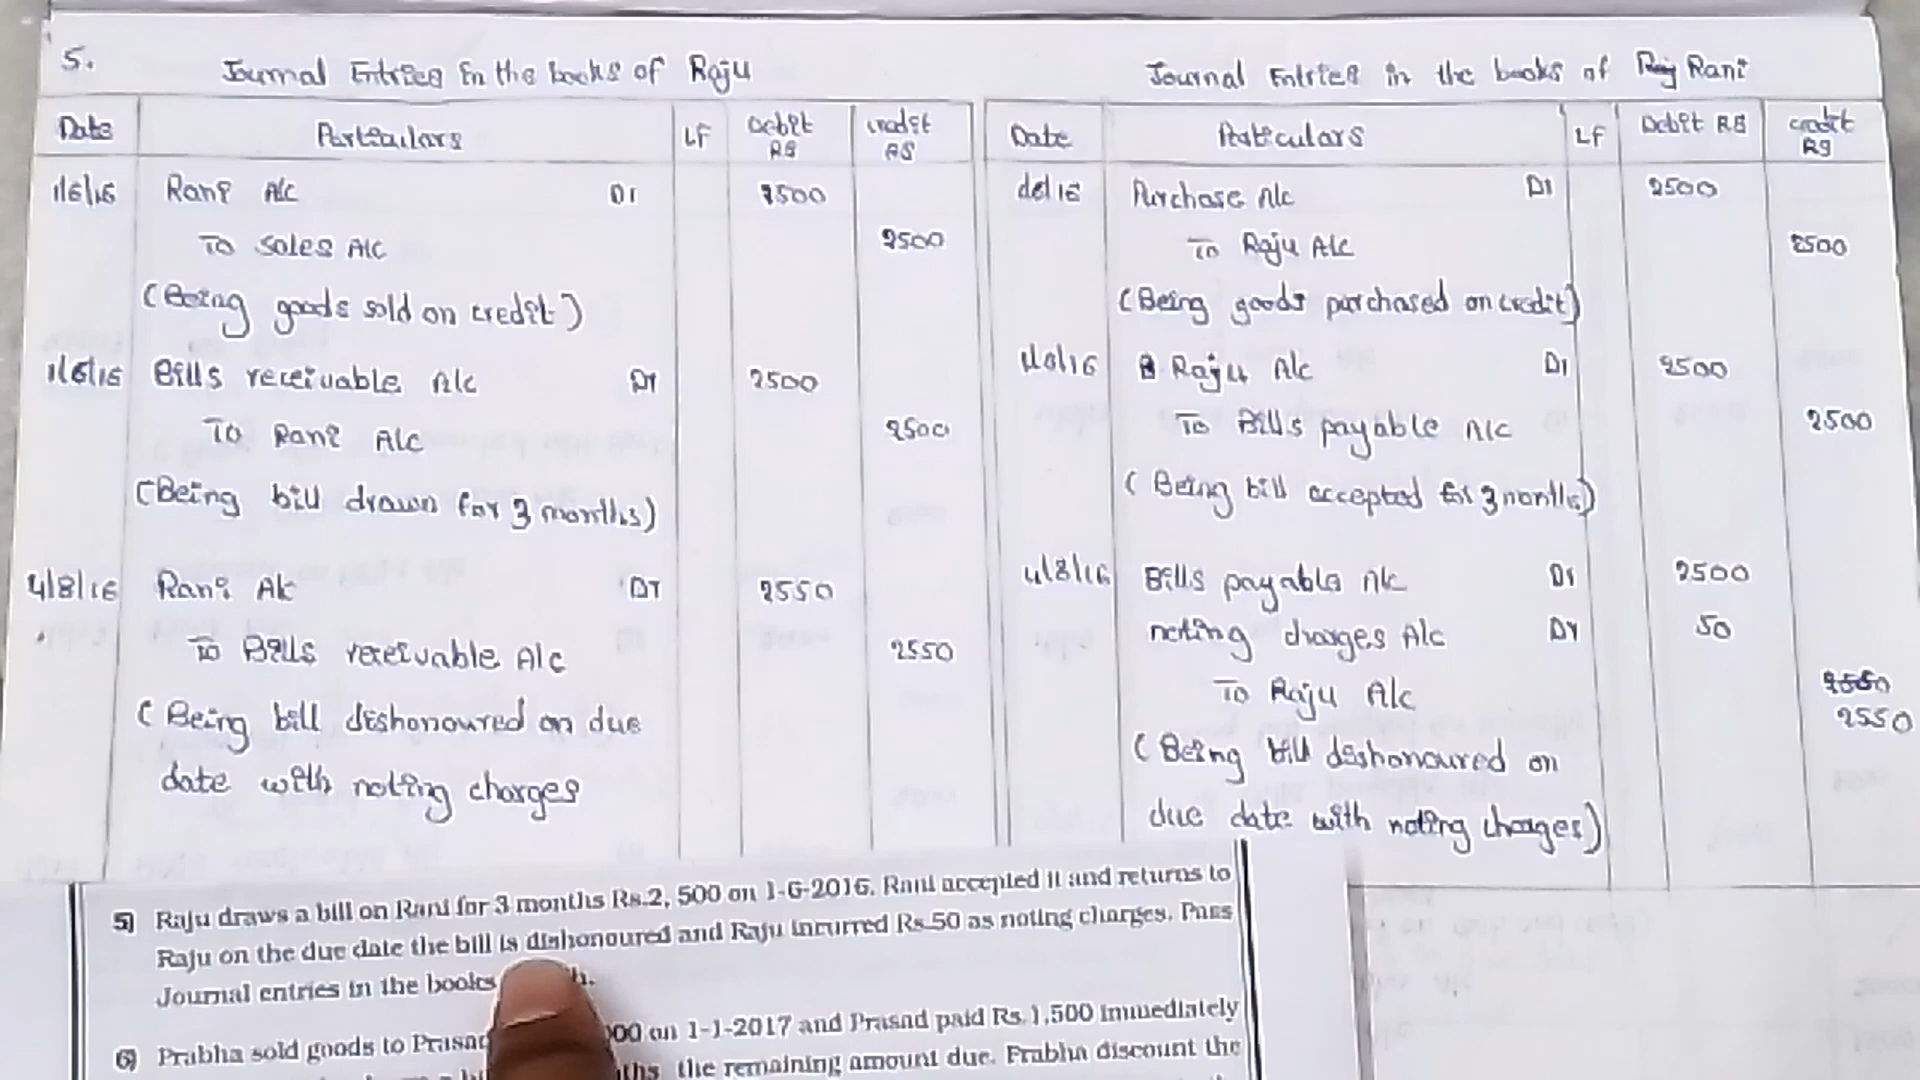 5.
Journal Entries in the books of Raju
Date Particulars LF Debit RS credit RS
1/6/16 Rani A/c Dr 2500
To Sales A/c 2500
(Being goods sold on credit)
1/6/16 Bills receivable A/c Dr 2500
To Rani A/c 2500
(Being bill drawn for 3 months)
4/8/16 Rani A/c Dr 2550
To Bills receivable A/c 2550
(Being bill dishonoured on due
date with noting charges
Journal Entries in the books of Rani
Date Particulars LF Debit RS credit RS
Purchase A/c Dr 2500
To Raju A/c 2500
(Being goods purchased on credit)
Raju A/c Dr 2500
To Bills payable A/c 2500
(Being bill accepted for 3 months)
4/8/16 Bills payable A/c Dr 2500
noting charges A/c Dr 50
To Raju A/c
2550
(Being bill dishonoured on
due date with noting charges)
5) Raju draws a bill on Rani for 3 months Rs.2, 500 on 1-6-2016. Rani accepted it and returns to
Raju on the due date the bill is dishonoured and Raju incurred Rs.50 as noting charges. Pass
Journal entries in the books
6) Prabha sold goods to on 1-1-2017 and Prasad paid Rs.1,500 immediately
the remaining amount due. Prabha discount the